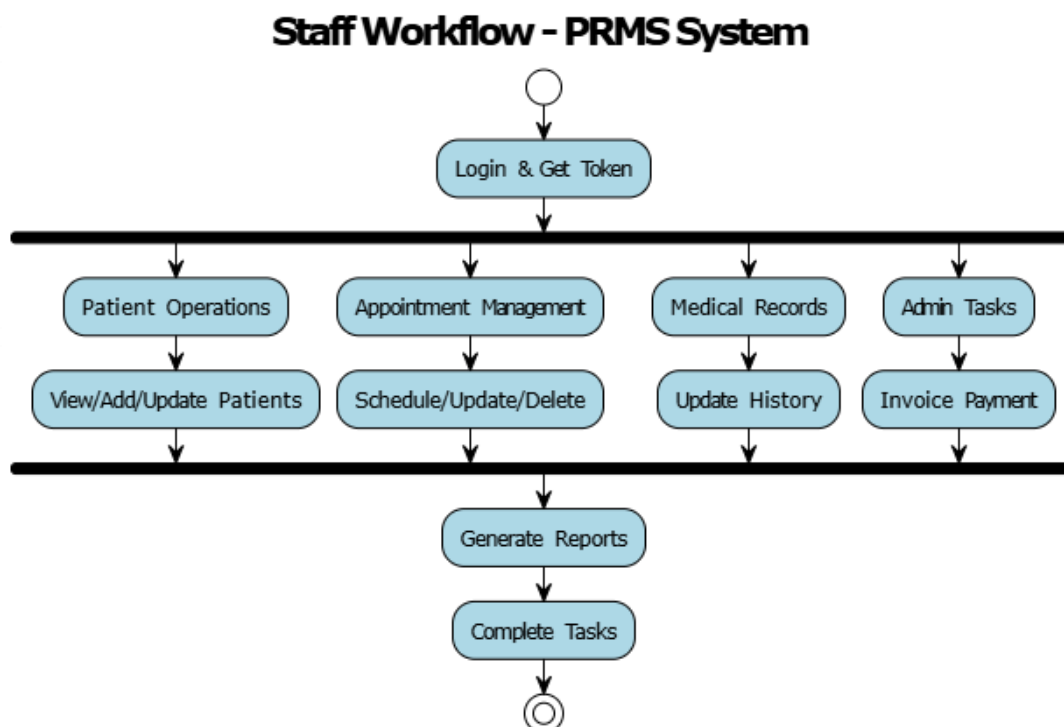 Staff Workflow - PRMS System
Login & Get Token
Patient Operations
Appointment Management
Medical Records
Admin Tasks
View/Add/Update Patients
Schedule/Update/Delete
Update History
Invoice Payment
Generate Reports
Complete Tasks